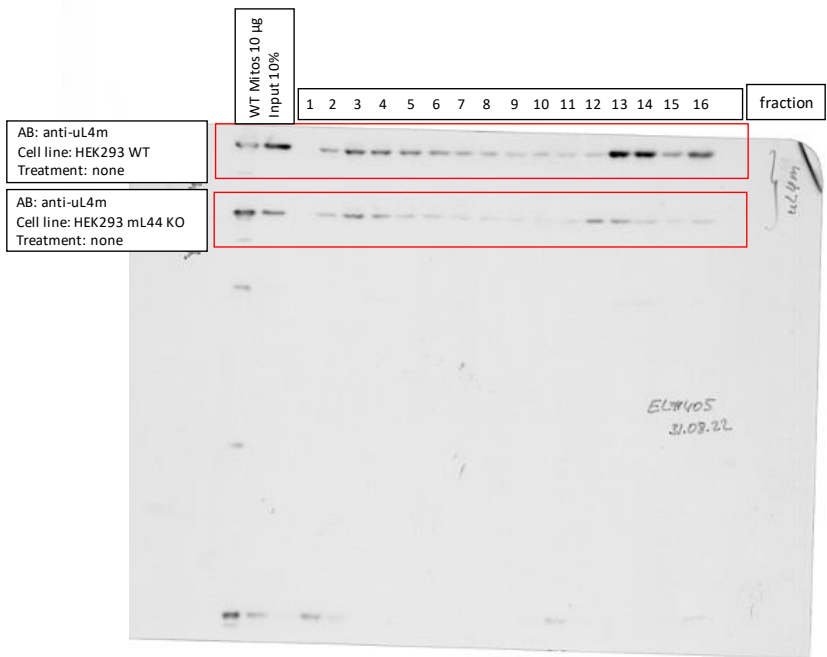 WT Mitos 10 µg
Input 10%
1 2 3 4 5 6 7 8 9 10 11 12 13 14 15 16
fraction
AB: anti-uL4m
Cell line: HEK293 WT
Treatment: none
AB: anti-uL4m
Cell line: HEK293 mL44 KO
Treatment: none
uL4m
31.08.22